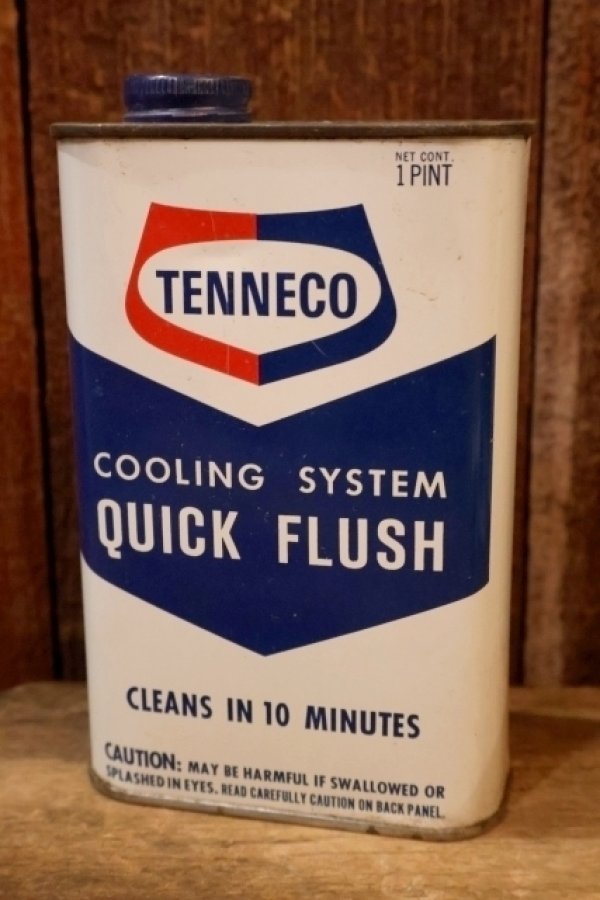 NET CONT.
1 PINT
TENNECO
COOLING SYSTEM
QUICK FLUSH
CLEANS IN 10 MINUTES
CAUTION: MAY BE HARMFUL IF SWALLOWED OR
SPLASHED IN EYES. READ CAREFULLY CAUTION ON BACK PANEL.